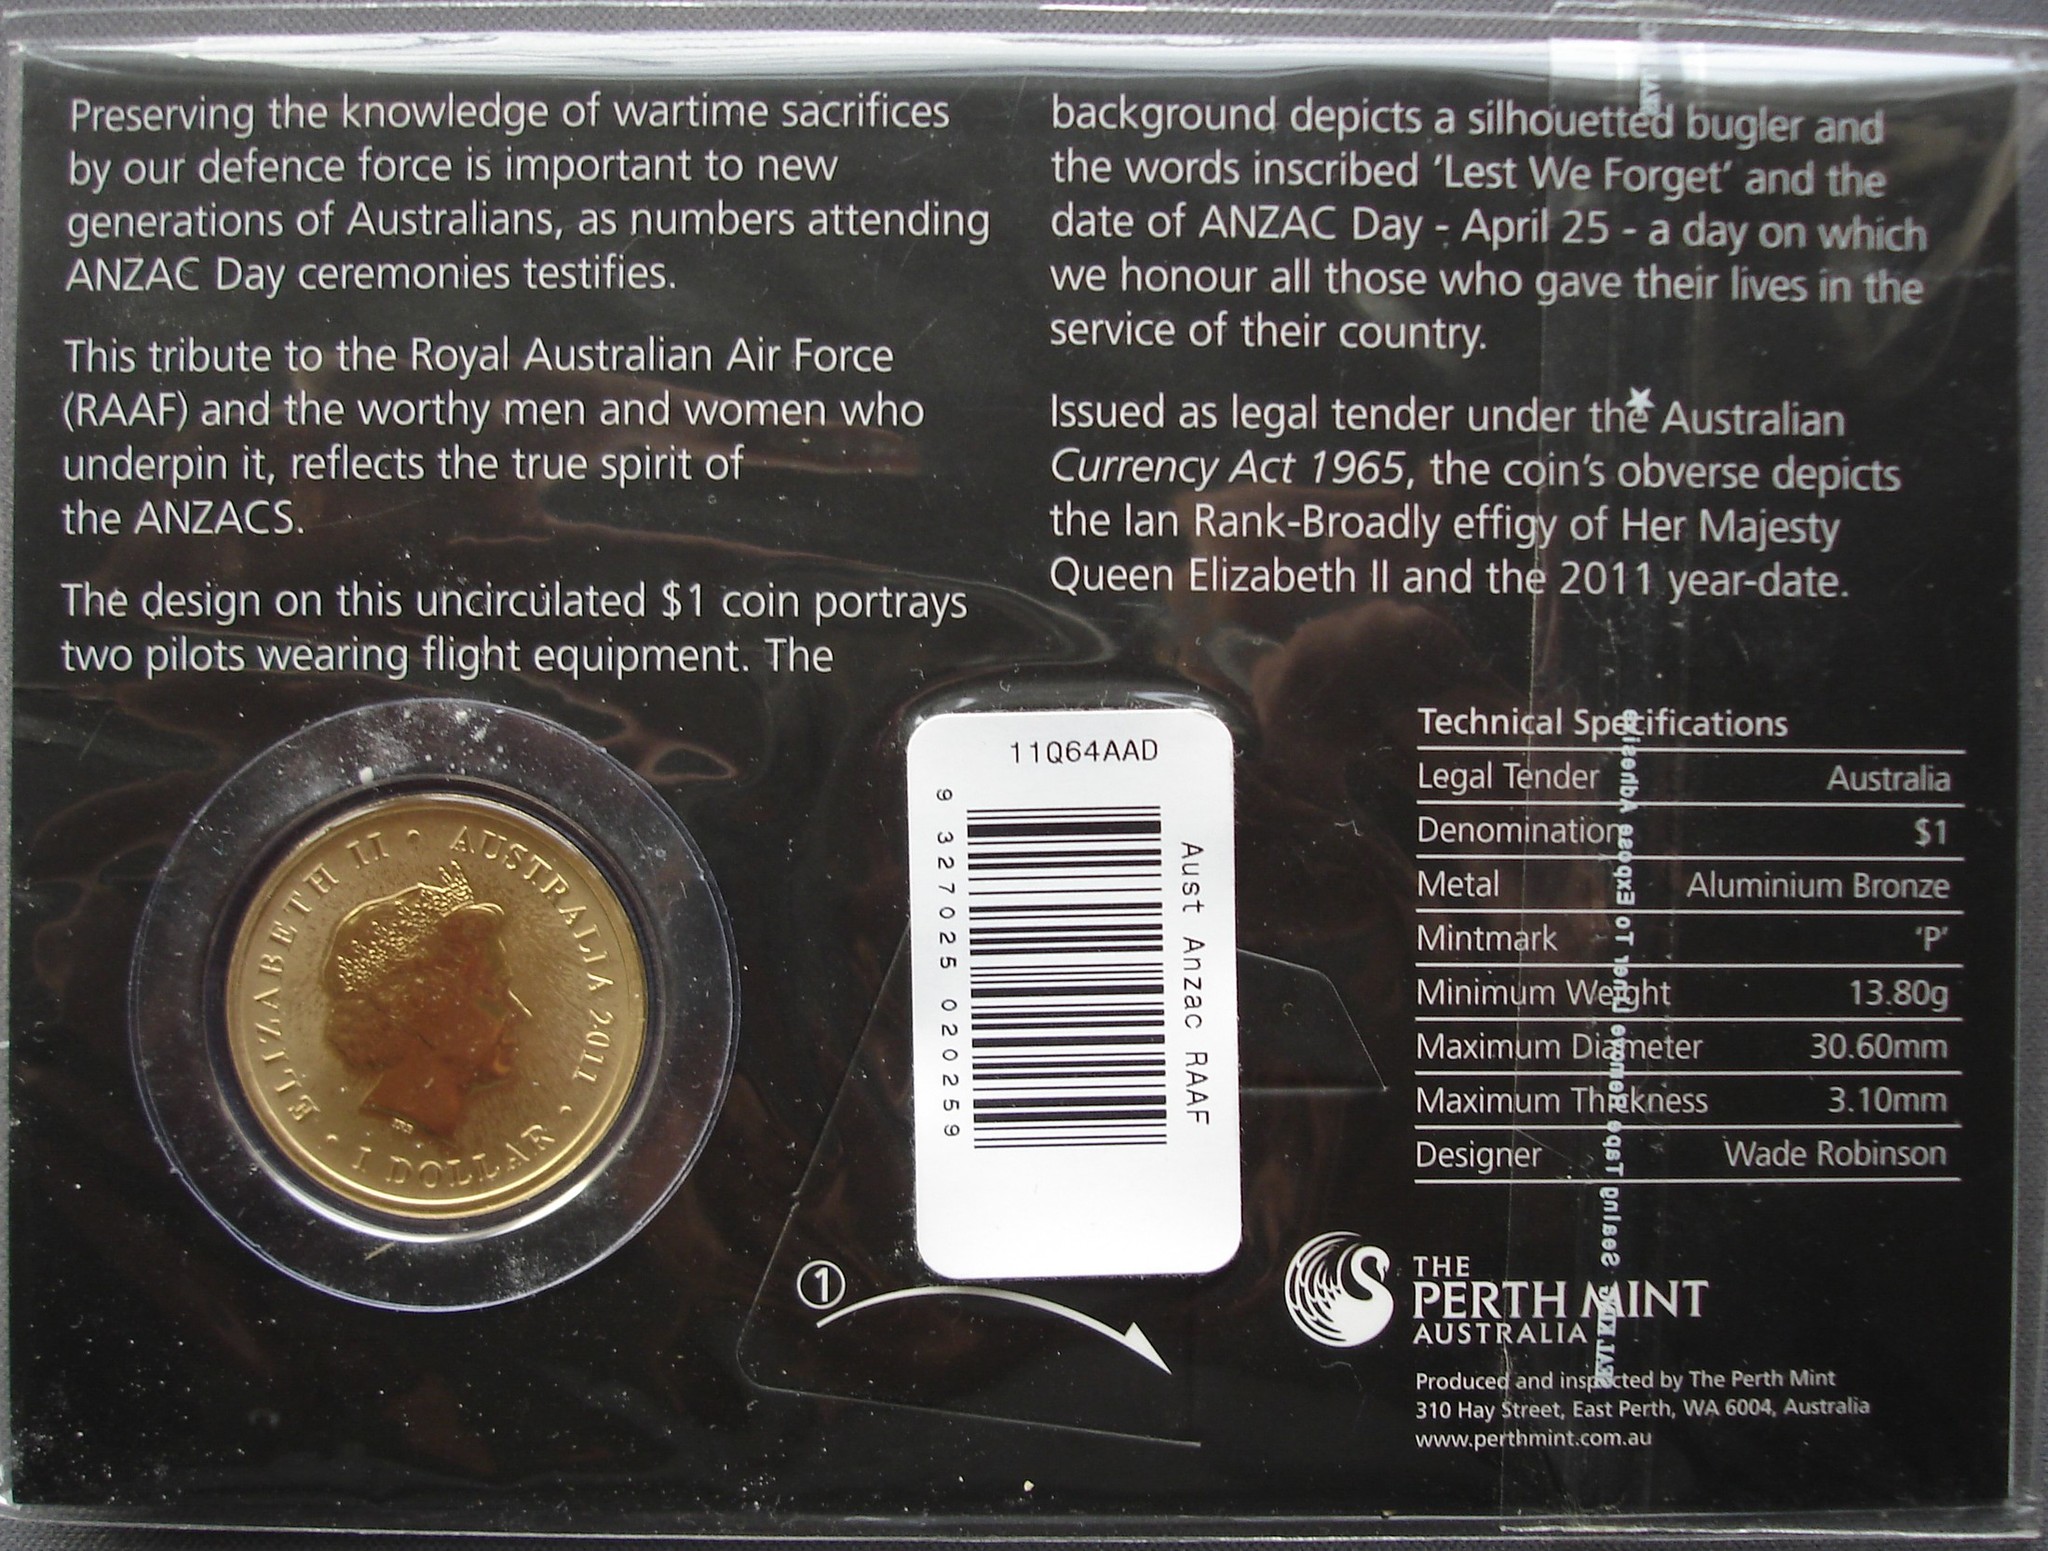 Preserving the knowledge of wartime sacrifices
by our defence force is important to new
generations of Australians, as numbers attending
ANZAC Day ceremonies testifies.
This tribute to the Royal Australian Air Force
(RAAF) and the worthy men and women who
underpin it, reflects the true spirit of
the ANZACS.
The design on this uncirculated $1 coin portrays
two pilots wearing flight equipment. The
background depicts a silhouetted bugler and
the words inscribed 'Lest We Forget' and the
date of ANZAC Day - April 25 - a day on which
we honour all those who gave their lives in the
service of their country.
Issued as legal tender under the Australian
Currency Act 1965, the coin's obverse depicts
the Ian Rank-Broadly effigy of Her Majesty
Queen Elizabeth II and the 2011 year-date.
ELIZABETH II • AUSTRALIA 2011
• 1 DOLLAR •
IRB
11Q64AAD
9 327025 020259
Aust Anzac RAAF
1
Technical Specifications
Legal Tender Australia
Denomination $1
Metal Aluminium Bronze
Mintmark 'P'
Minimum Weight 13.80g
Maximum Diameter 30.60mm
Maximum Thickness 3.10mm
Designer Wade Robinson
Sealing Tape Remove Liner To Expose Adhesive
THE
PERTH MINT
AUSTRALIA
Produced and inspected by The Perth Mint
310 Hay Street, East Perth, WA 6004, Australia
www.perthmint.com.au